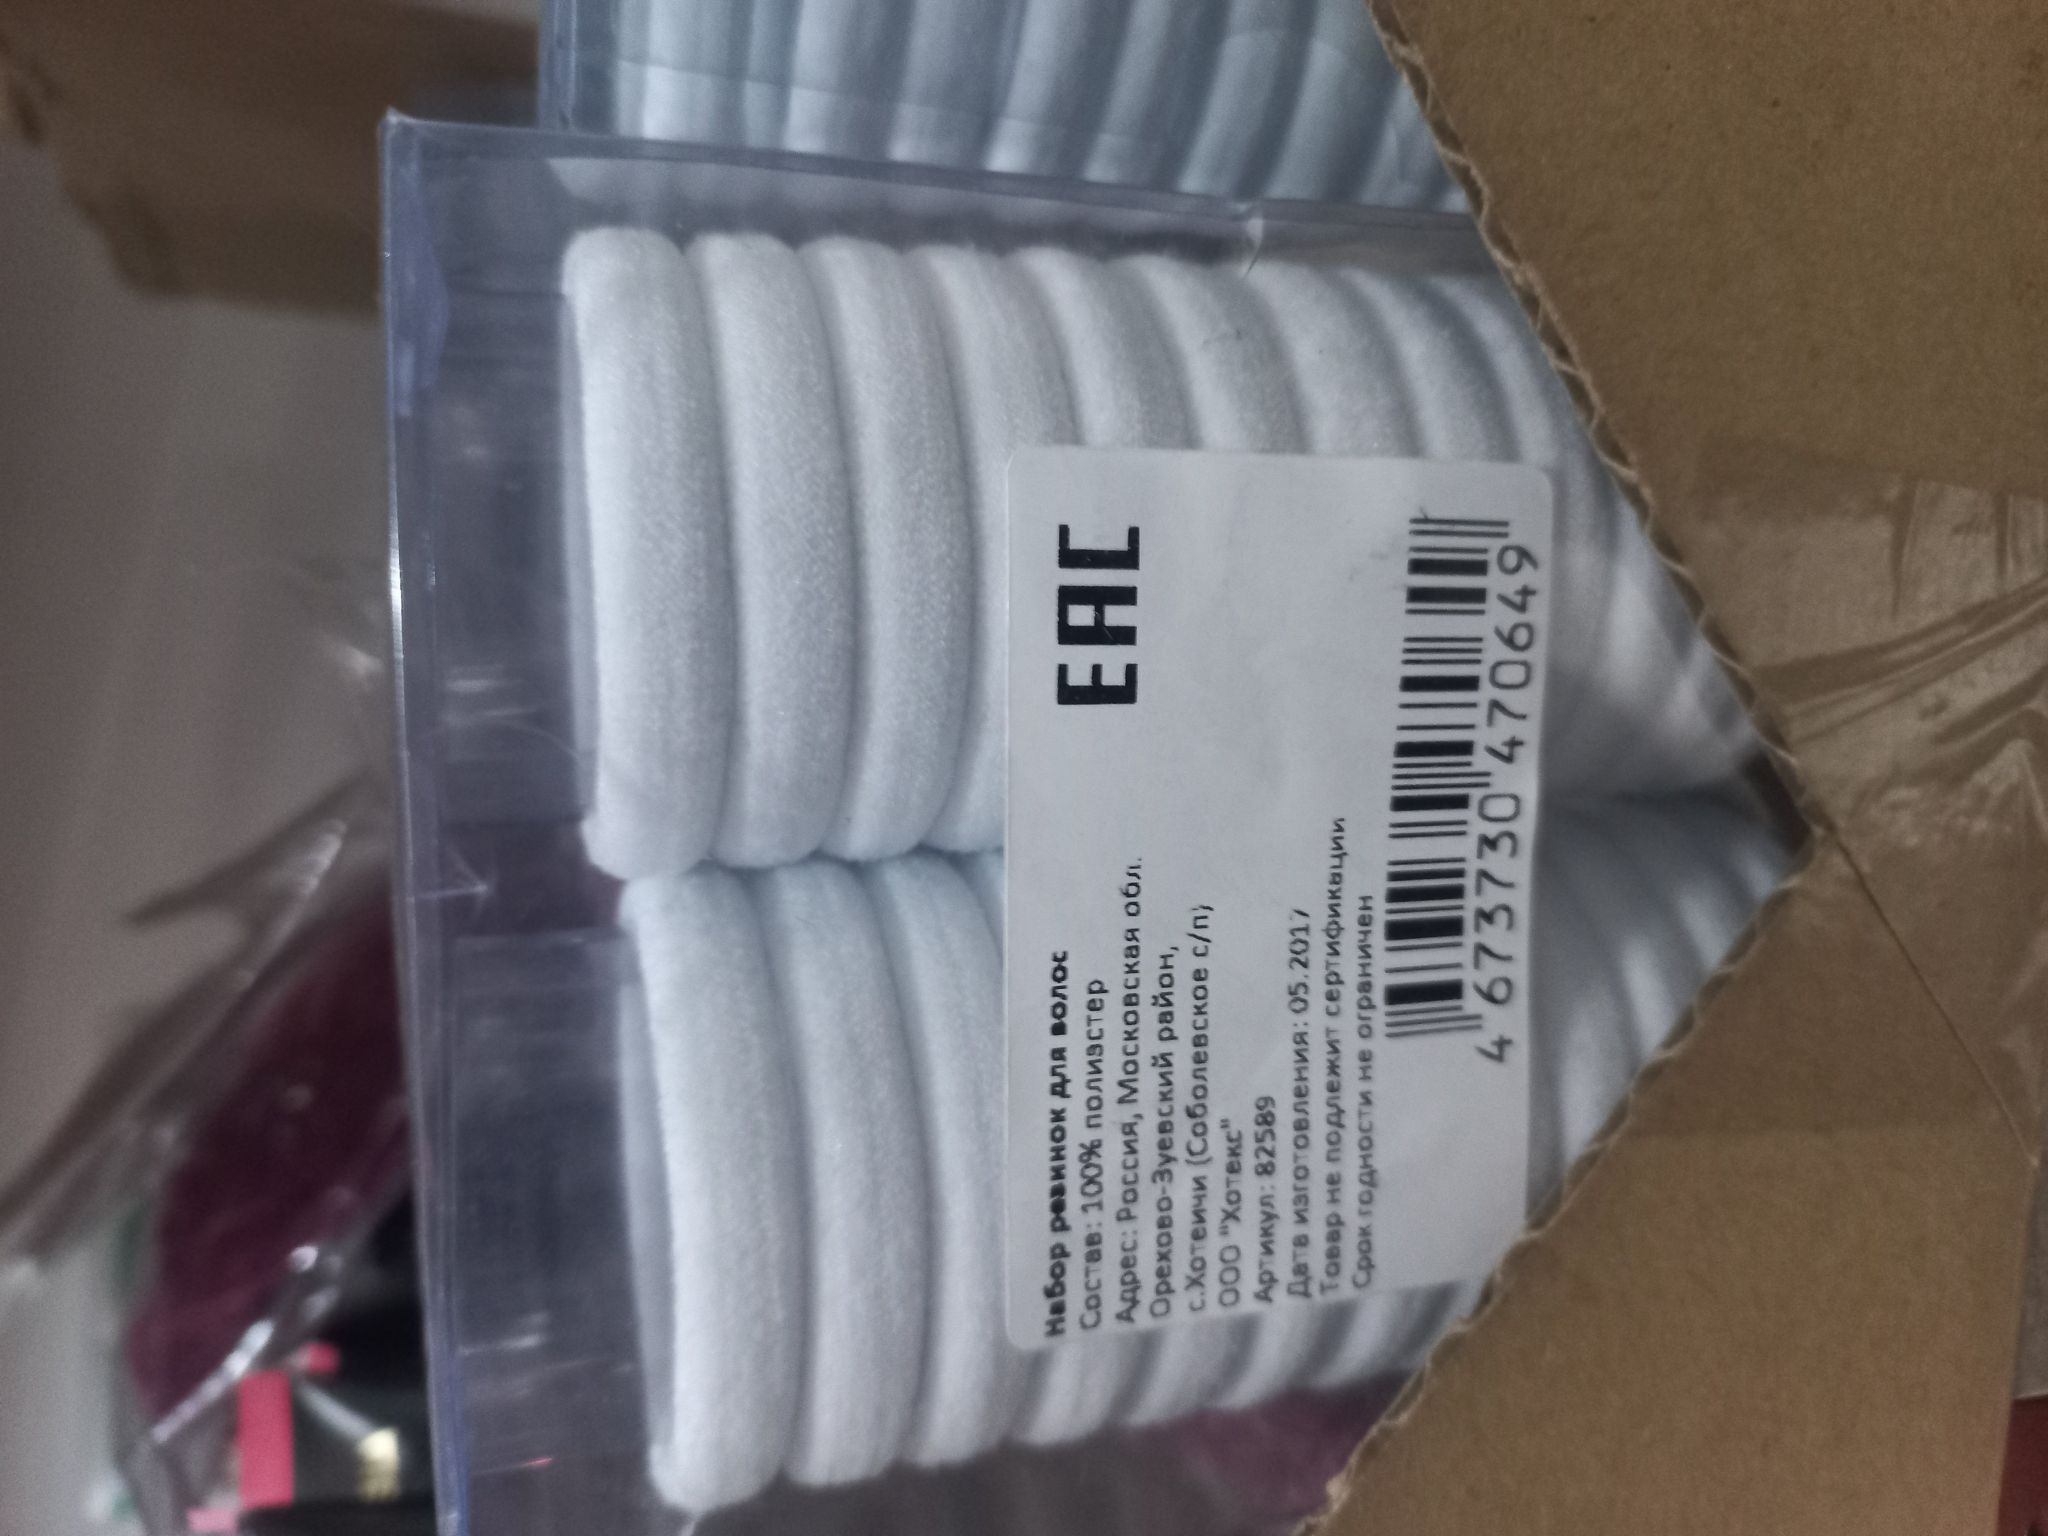 Набор резинок для волос
Состав: 100% полиэстер
Адрес: Россия, Московская обл.
Орехово-Зуевский район,
с.Хотеичи (Соболевское с/п);
ООО "Хотекс"
Артикул: 82589
Дата изготовления: 05.2017
Товар не подлежит сертификации
Срок годности не ограничен
EAC
4 673730 470649